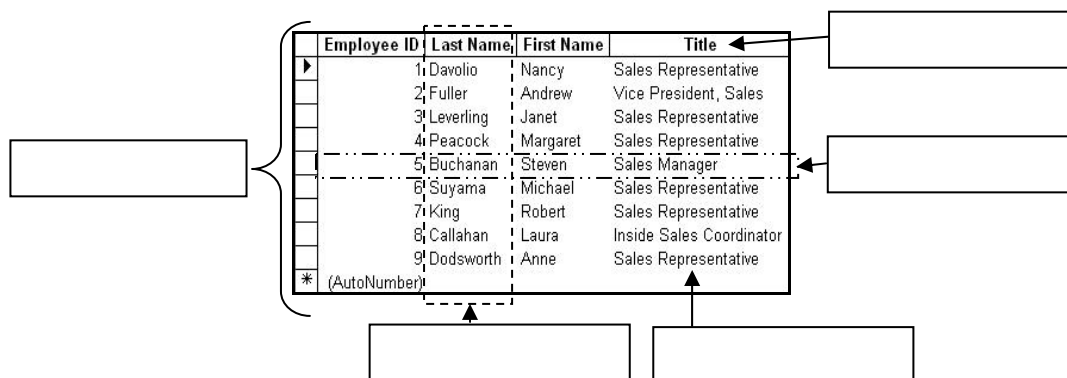 Employee ID Last Name First Name Title
1 Davolio Nancy Sales Representative
2 Fuller Andrew Vice President, Sales
3 Leverling Janet Sales Representative
4 Peacock Margaret Sales Representative
5 Buchanan Steven Sales Manager
6 Suyama Michael Sales Representative
7 King Robert Sales Representative
8 Callahan Laura Inside Sales Coordinator
9 Dodsworth Anne Sales Representative
* (AutoNumber)